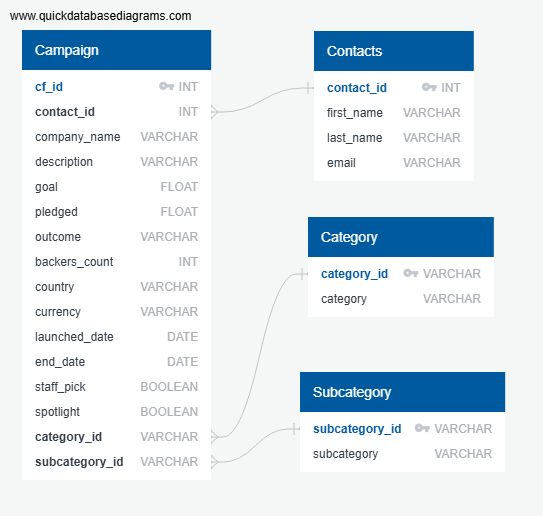 www.quickdatabasediagrams.com
Campaign
cf_id INT
contact_id INT
company_name VARCHAR
description VARCHAR
goal FLOAT
pledged FLOAT
outcome VARCHAR
backers_count INT
country VARCHAR
currency VARCHAR
launched_date DATE
end_date DATE
staff_pick BOOLEAN
spotlight BOOLEAN
category_id VARCHAR
subcategory_id VARCHAR
Contacts
contact_id INT
first_name VARCHAR
last_name VARCHAR
email VARCHAR
Category
category_id VARCHAR
category VARCHAR
Subcategory
subcategory_id VARCHAR
subcategory VARCHAR